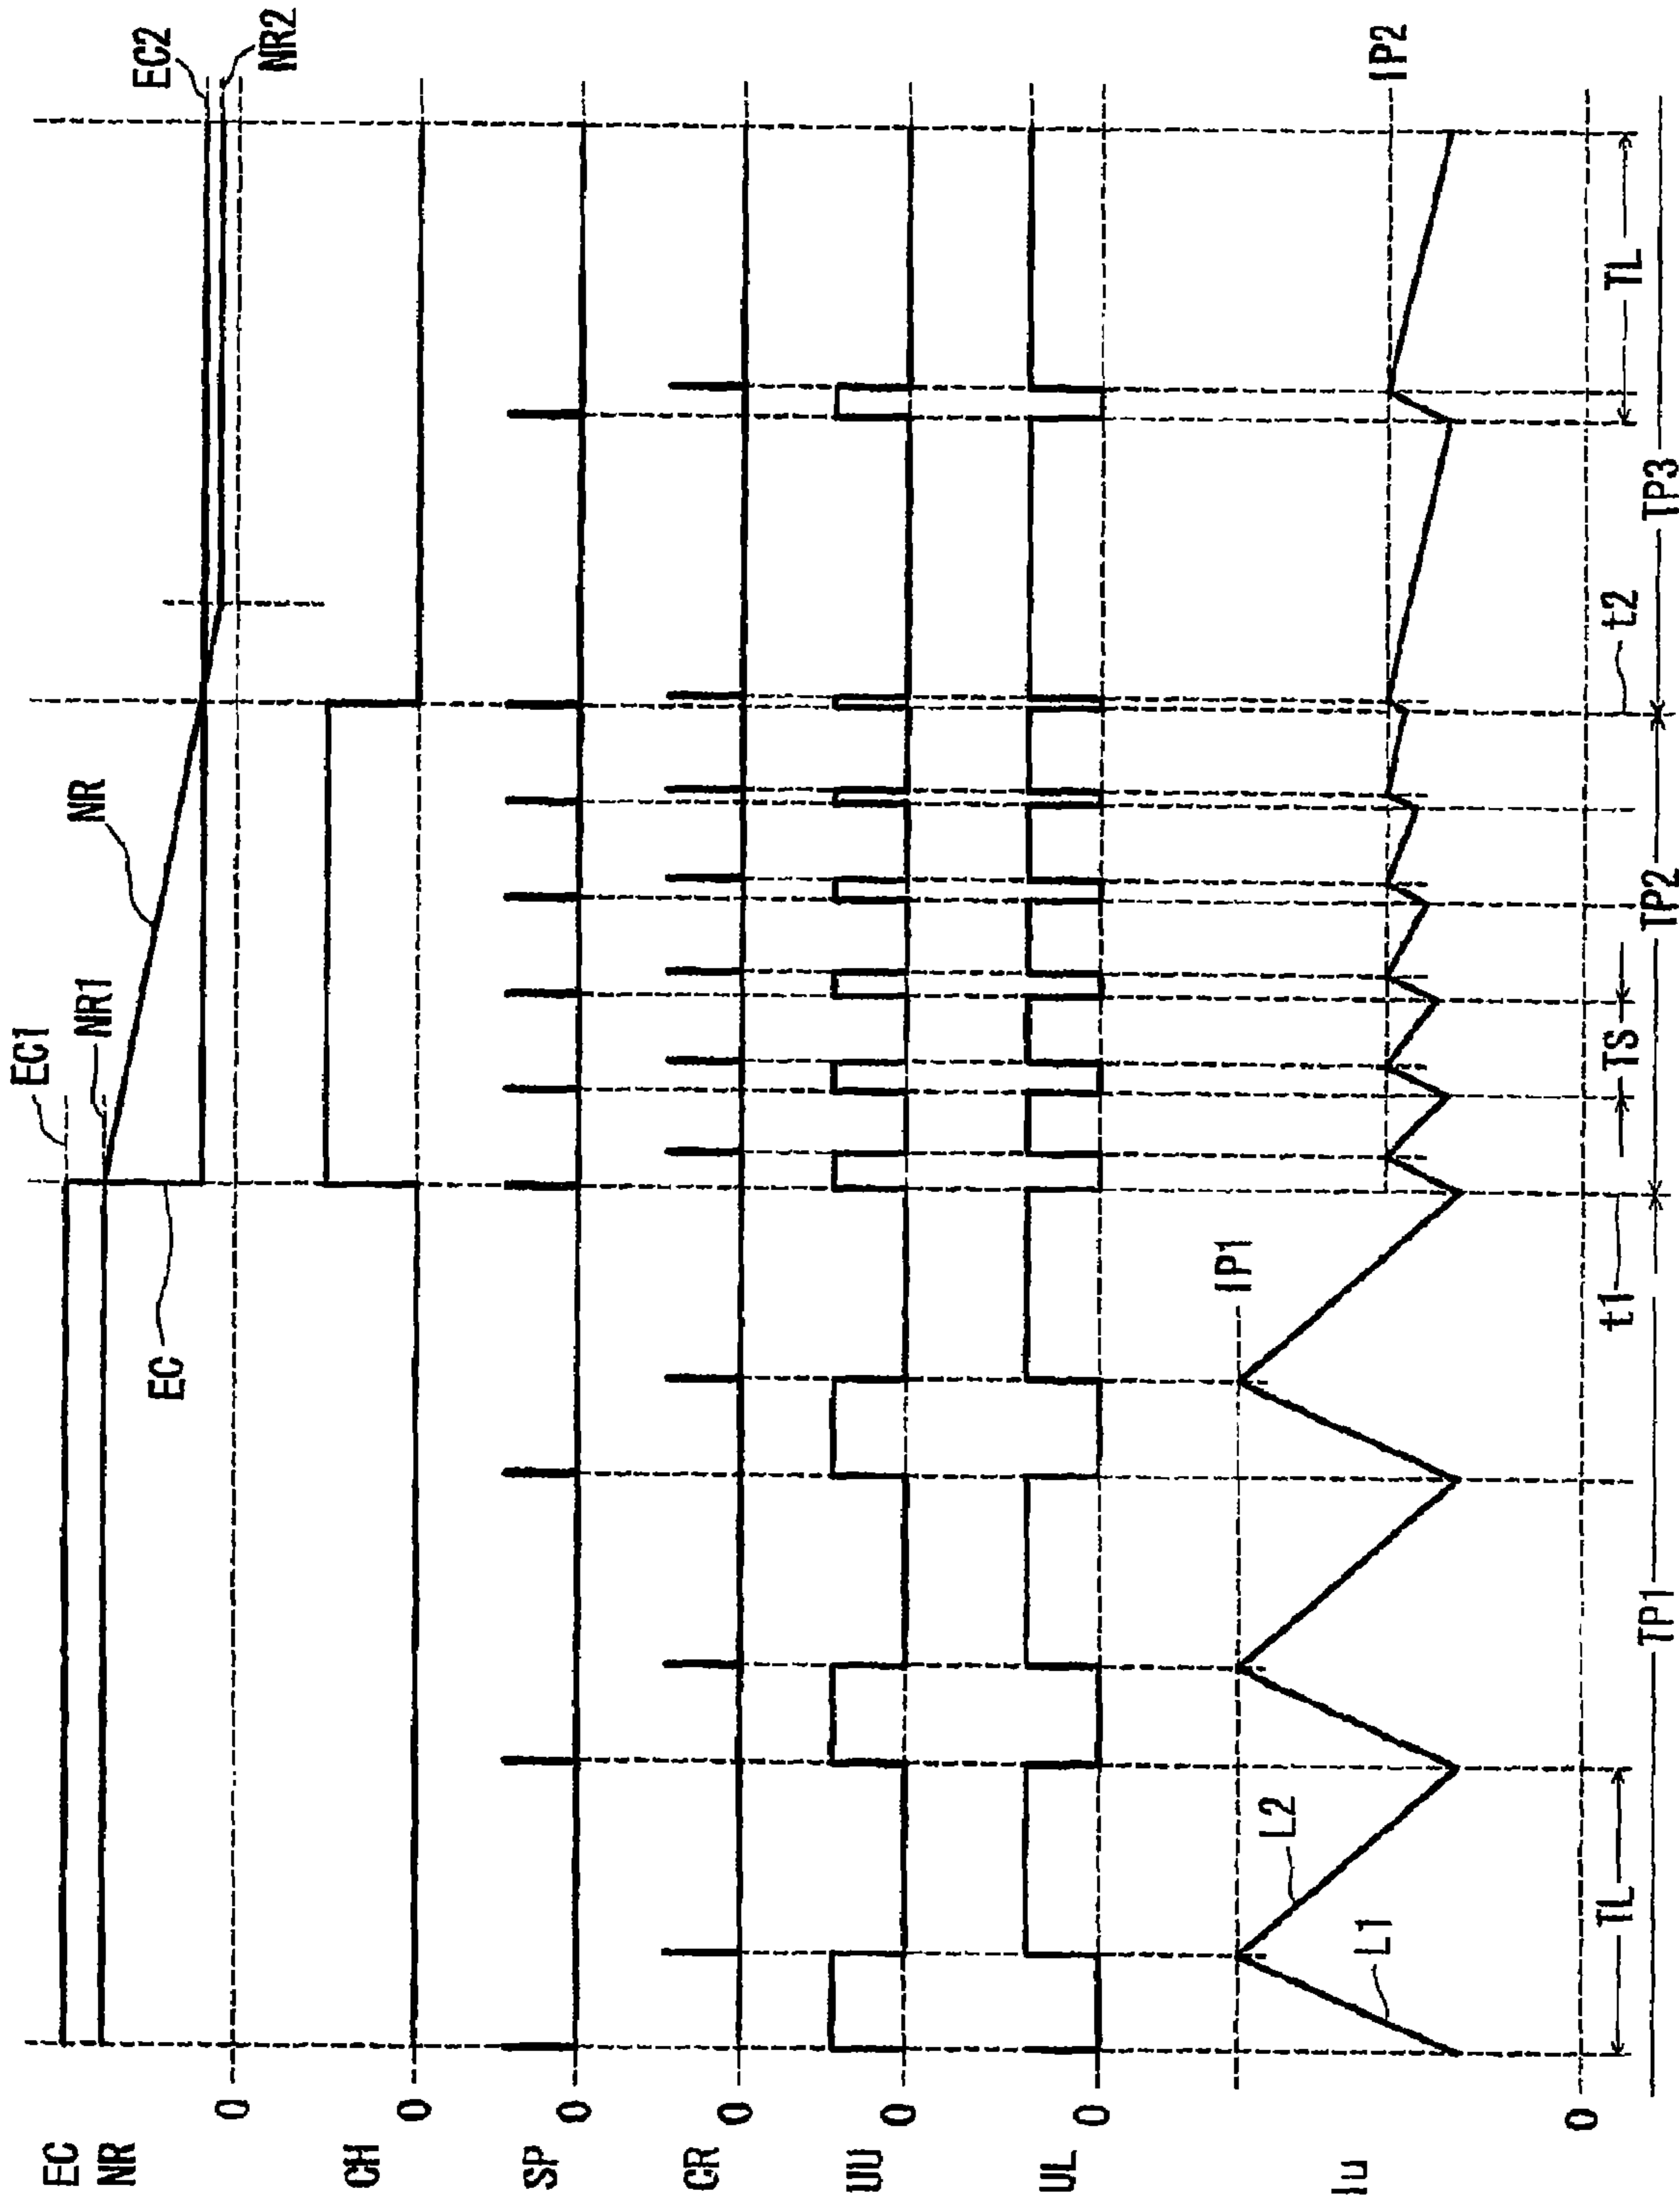 EC
NR
0
CH
0
SP
0
CR
0
UU
0
UL
0
Iu
0
EC1
NR1
EC
NR
EC2
NR2
L1
L2
IP1
IP2
TL
t1
TS
t2
TL
TP1
TP2
TP3